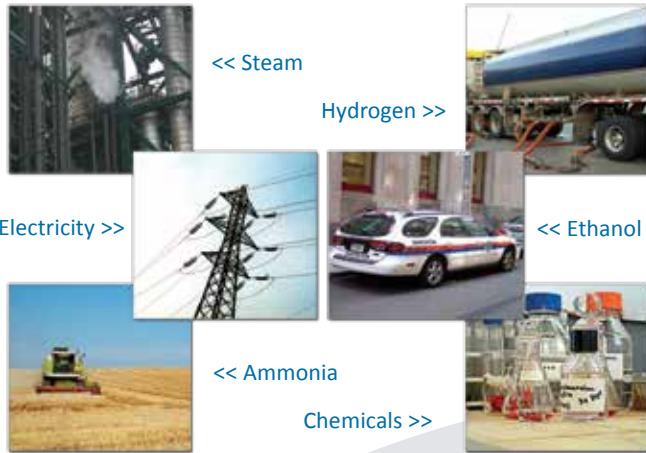 << Steam
Hydrogen >>
Electricity >>
<< Ethanol
<< Ammonia
Chemicals >>